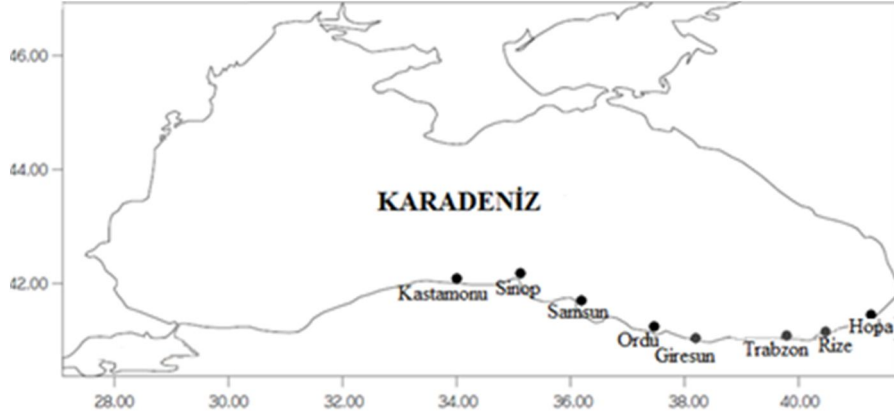 46.00
44.00
KARADENİZ
42.00
Kastamonu
Sinop
Samsun
Ordu
Giresun
Trabzon
Rize
Hopa
28.00
30.00
32.00
34.00
36.00
38.00
40.00